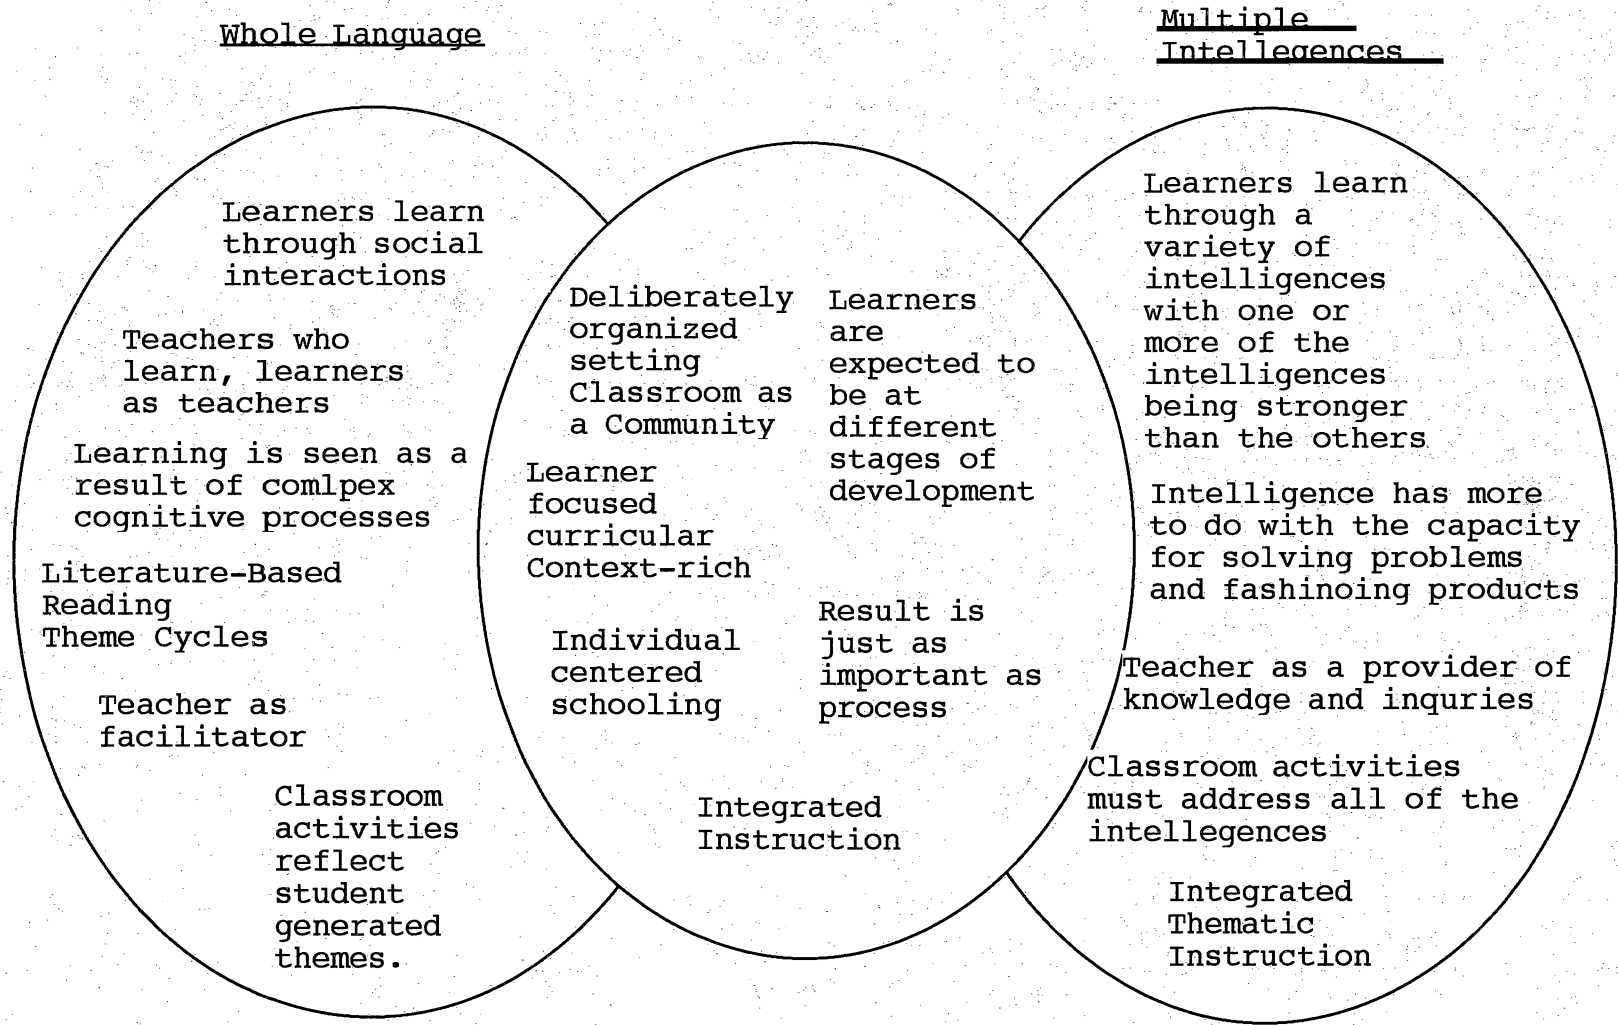 Whole Language
Multiple
Intellegences
Learners learn
through social
interactions
Teachers who
learn, learners
as teachers
Learning is seen as a
result of comlpex
cognitive processes
Literature-Based
Reading
Theme Cycles
Teacher as
facilitator
Classroom
activities
reflect
student
generated
themes.
Deliberately
organized
setting
Classroom as
a Community
Learner
focused
curricular
Context-rich
Individual
centered
schooling
Learners
are
expected to
be at
different
stages of
development
Result is
just as
important as
process
Integrated
Instruction
Learners learn
through a
variety of
intelligences
with one or
more of the
intelligences
being stronger
than the others
Intelligence has more
to do with the capacity
for solving problems
and fashinoing products
Teacher as a provider of
knowledge and inquries
Classroom activities
must address all of the
intellegences
Integrated
Thematic
Instruction